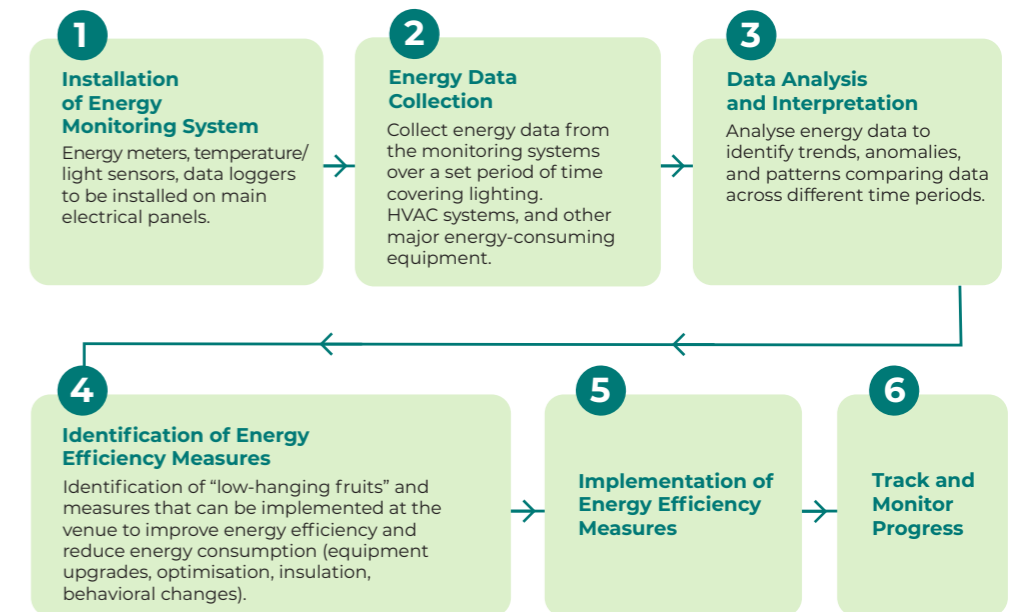 1
Installation
of Energy
Monitoring System
Energy meters, temperature/
light sensors, data loggers
to be installed on main
electrical panels.
2
Energy Data
Collection
Collect energy data from
the monitoring systems
over a set period of time
covering lighting.
HVAC systems, and other
major energy-consuming
equipment.
3
Data Analysis
and Interpretation
Analyse energy data to
identify trends, anomalies,
and patterns comparing data
across different time periods.
4
Identification of Energy
Efficiency Measures
Identification of “low-hanging fruits” and
measures that can be implemented at the
venue to improve energy efficiency and
reduce energy consumption (equipment
upgrades, optimisation, insulation,
behavioral changes).
5
Implementation of
Energy Efficiency
Measures
6
Track and
Monitor
Progress